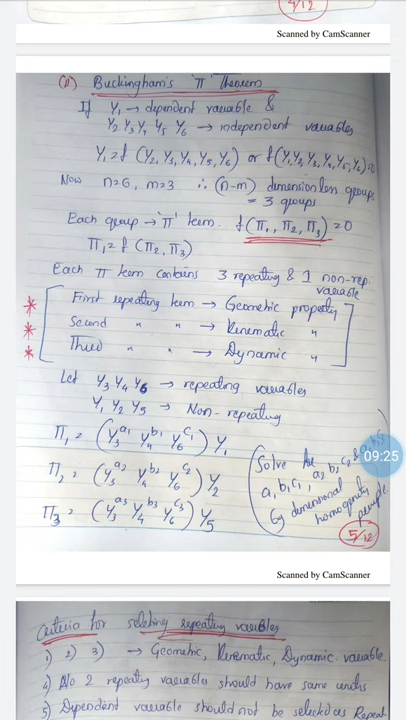 4/12
Scanned by CamScanner
(11) Buckingham's 'π' theorem
If Y₁ → dependent variable &
Y₂ Y₃ Y₄ Y₅ Y₆ → independent variables
Y₁ = f (Y₂, Y₃, Y₄, Y₅, Y₆) or f(Y₁, Y₂, Y₃, Y₄, Y₅, Y₆) = 0
Now n=6, m=3 ∴ (n-m) dimensionless groups
= 3 groups
Each group → 'π' term. f(π₁, π₂, π₃) = 0
π₁ = f (π₂, π₃)
Each π term contains 3 repeating & 1 non-rep.
variable
* First repeating term → Geometric property
* Second " " → Kinematic "
* Third " " → Dynamic "
Let Y₃ Y₄ Y₆ → repeating variables
Y₁ Y₂ Y₅ → Non-repeating
π₁ = (Y₃^a₁ Y₄^b₁ Y₆^c₁) Y₁
π₂ = (Y₃^a₂ Y₄^b₂ Y₆^c₂) Y₂
π₃ = (Y₃^a₃ Y₄^b₃ Y₆^c₃) Y₅
Solve for
a₁ b₁ c₁, a₂ b₂ c₂ &
by dimensional
homogeneity
09:25
5/12
Scanned by CamScanner
Criteria for selecting repeating variables
1) 2) 3) → Geometric, Kinematic, Dynamic variable
4) No 2 repeating variables should have same units
5) Dependent variable should not be selected as Repeat.